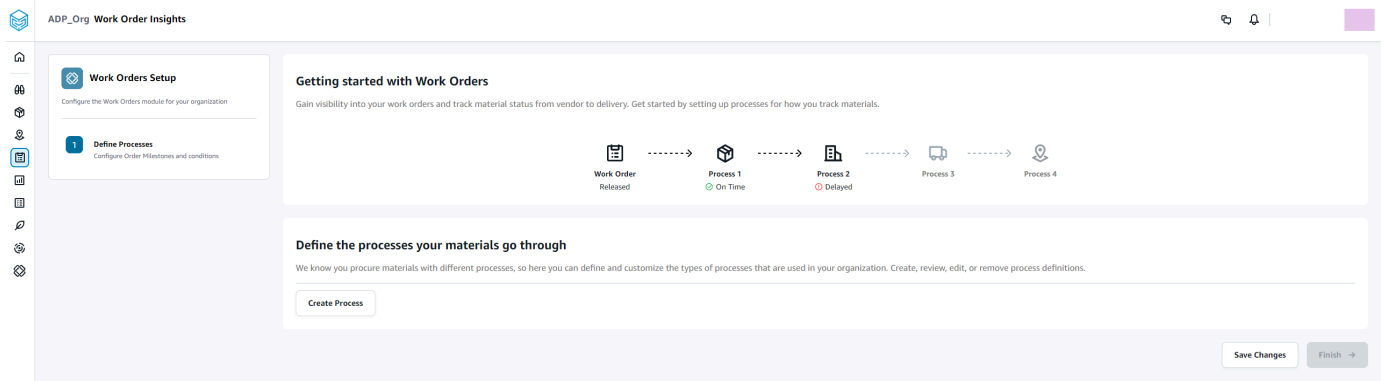 ADP_Org Work Order Insights
Work Orders Setup
Configure the Work Orders module for your organization
1
Define Processes
Configure Order Milestones and conditions
Getting started with Work Orders
Gain visibility into your work orders and track material status from vendor to delivery. Get started by setting up processes for how you track materials.
Work Order
Released
Process 1
On Time
Process 2
Delayed
Process 3
Process 4
Define the processes your materials go through
We know you procure materials with different processes, so here you can define and customize the types of processes that are used in your organization. Create, review, edit, or remove process definitions.
Create Process
Save Changes
Finish